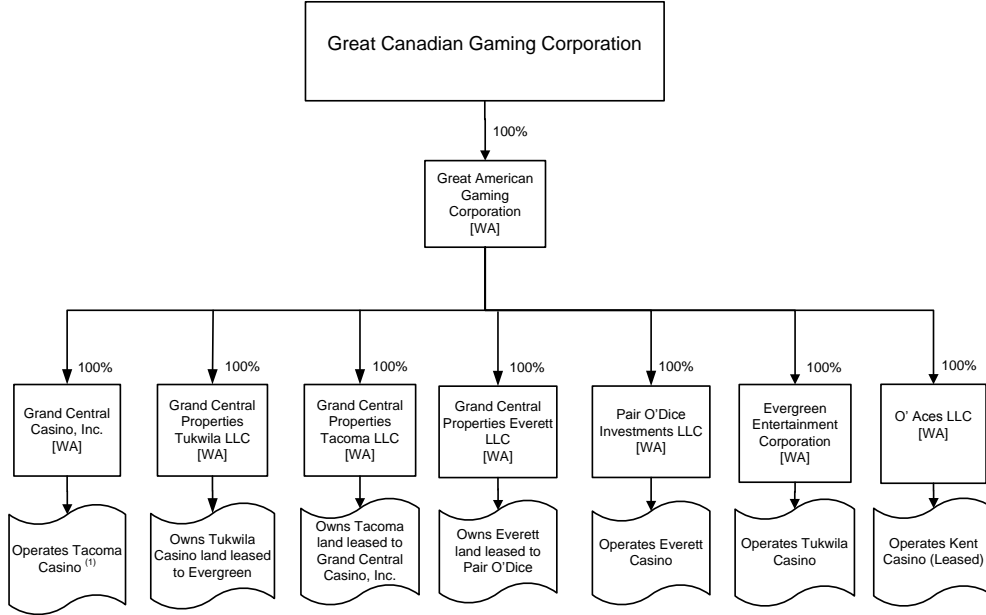 Great Canadian Gaming Corporation
100%
Great American
Gaming
Corporation
[WA]
100%
100%
100%
100%
100%
100%
100%
Grand Central
Casino, Inc.
[WA]
Grand Central
Properties
Tukwila LLC
[WA]
Grand Central
Properties
Tacoma LLC
[WA]
Grand Central
Properties Everett
LLC
[WA]
Pair O'Dice
Investments LLC
[WA]
Evergreen
Entertainment
Corporation
[WA]
O' Aces LLC
[WA]
Operates Tacoma
Casino (1)
Owns Tukwila
Casino land leased
to Evergreen
Owns Tacoma
land leased to
Grand Central
Casino, Inc.
Owns Everett
land leased to
Pair O'Dice
Operates Everett
Casino
Operates Tukwila
Casino
Operates Kent
Casino (Leased)